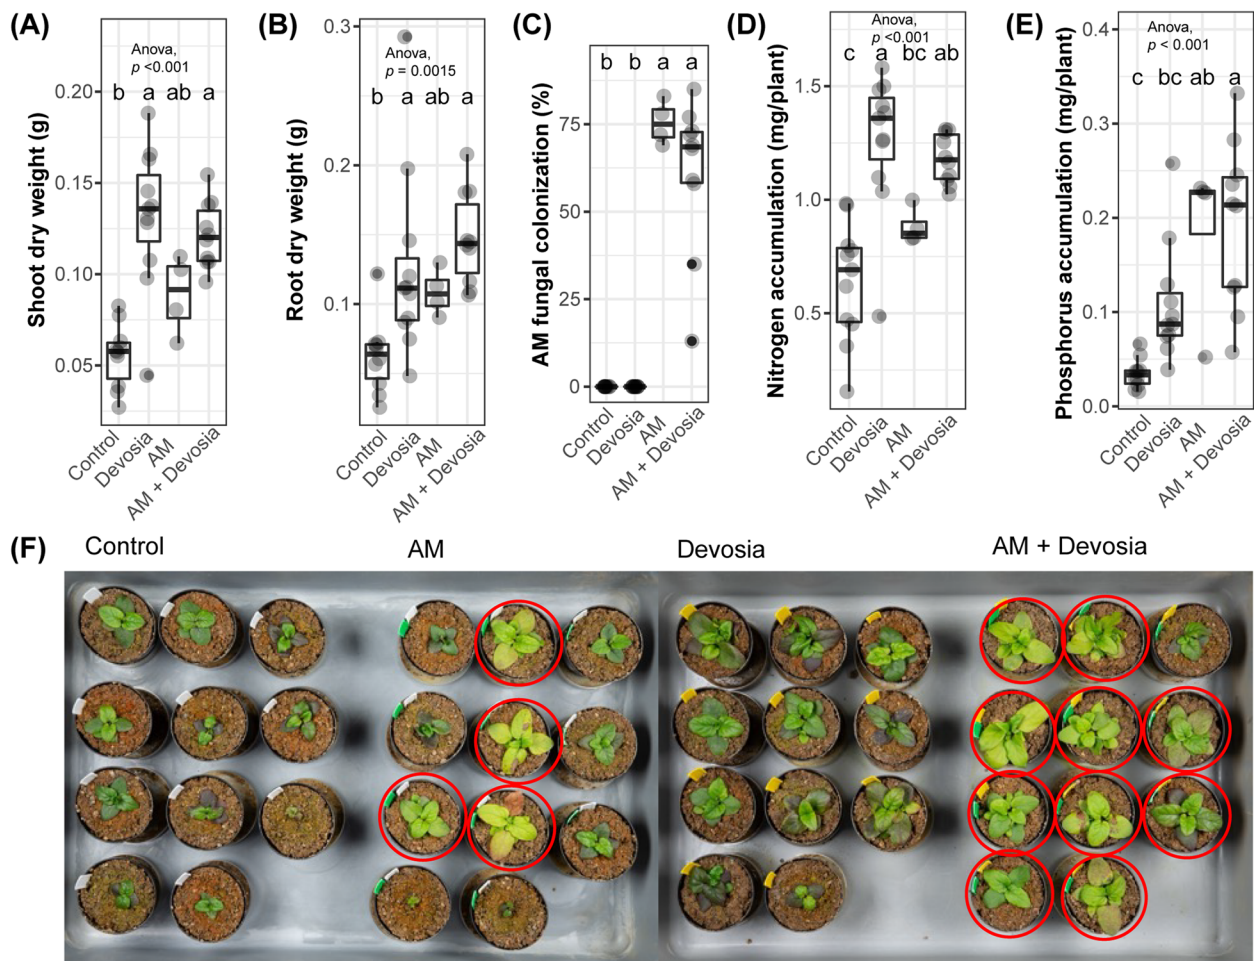 (A)
Shoot dry weight (g)
Anova,
p <0.001
b a ab a
0.20
0.15
0.10
0.05
Control
Devosia
AM
AM + Devosia
(B)
Root dry weight (g)
Anova,
p = 0.0015
b a ab a
0.3
0.2
0.1
Control
Devosia
AM
AM + Devosia
(C)
AM fungal colonization (%)
b b a a
75
50
25
0
Control
Devosia
AM
AM + Devosia
(D)
Nitrogen accumulation (mg/plant)
Anova,
p <0.001
c a bc ab
1.5
1.0
0.5
Control
Devosia
AM
AM + Devosia
(E)
Phosphorus accumulation (mg/plant)
Anova,
p < 0.001
c bc ab a
0.4
0.3
0.2
0.1
0.0
Control
Devosia
AM
AM + Devosia
(F)
Control AM Devosia AM + Devosia